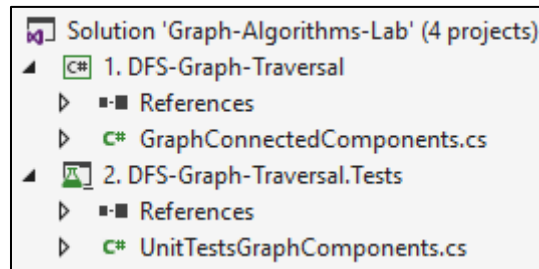 Solution 'Graph-Algorithms-Lab' (4 projects)
C# 1. DFS-Graph-Traversal
References
C# GraphConnectedComponents.cs
2. DFS-Graph-Traversal.Tests
References
C# UnitTestsGraphComponents.cs